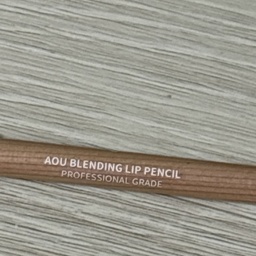 AOU BLENDING LIP PENCIL
PROFESSIONAL GRADE